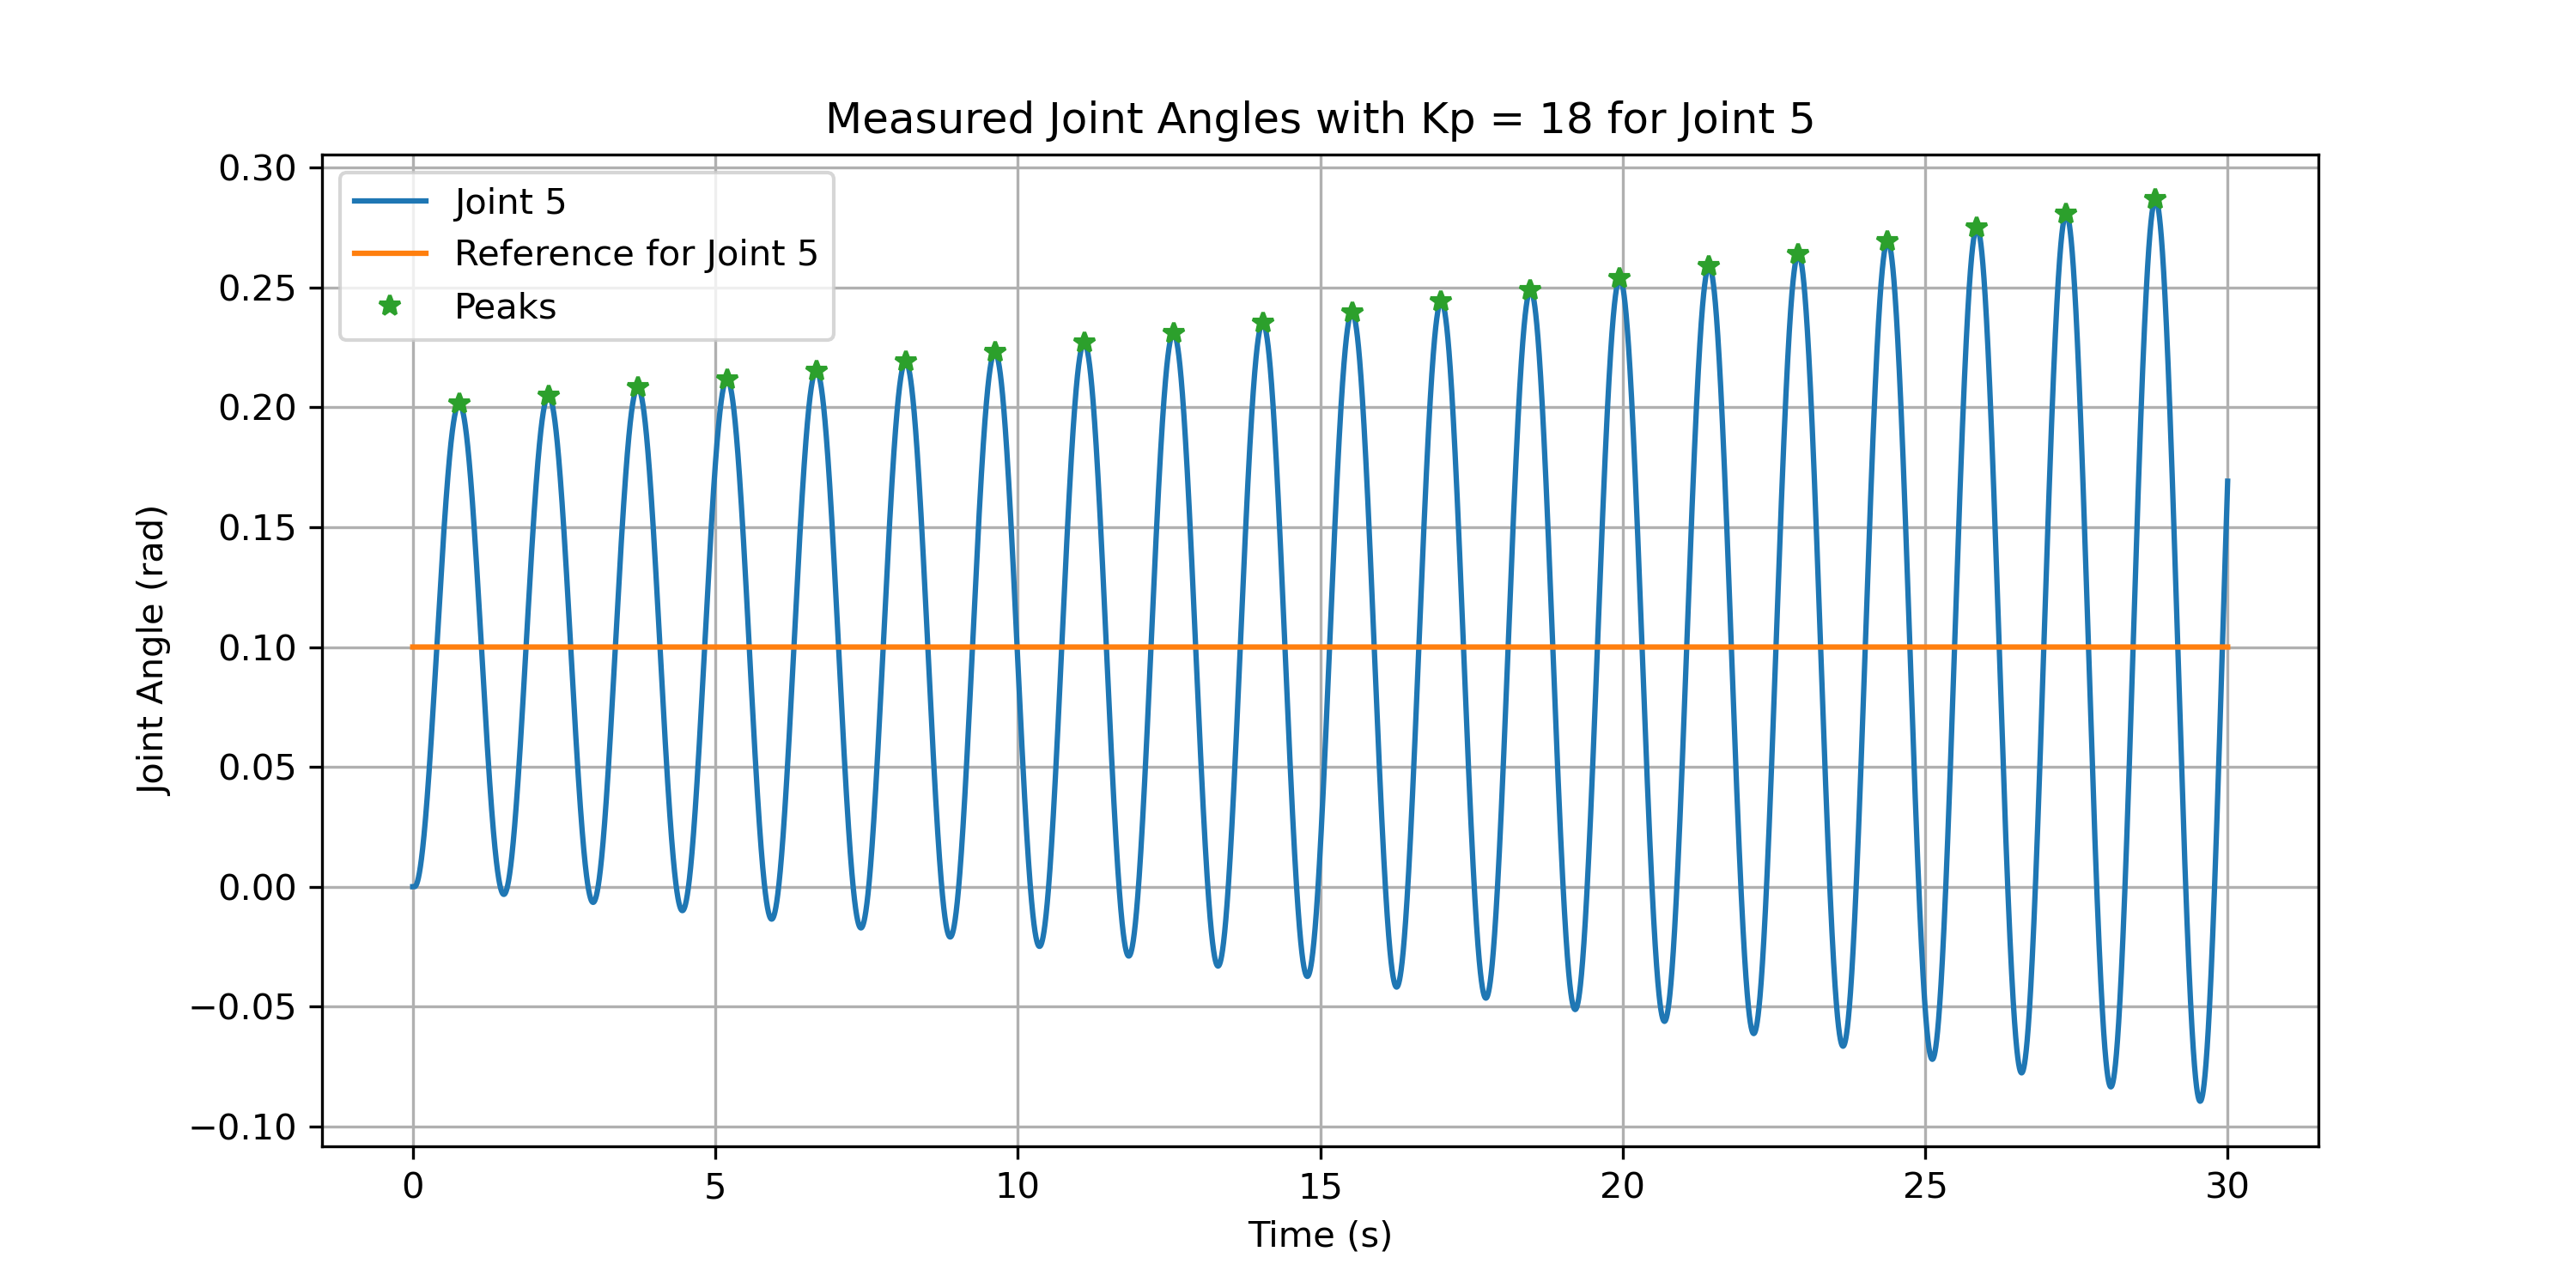 Measured Joint Angles with Kp = 18 for Joint 5
Joint 5
Reference for Joint 5
Peaks
Joint Angle (rad)
0.30
0.25
0.20
0.15
0.10
0.05
0.00
−0.05
−0.10
0 5 10 15 20 25 30
Time (s)